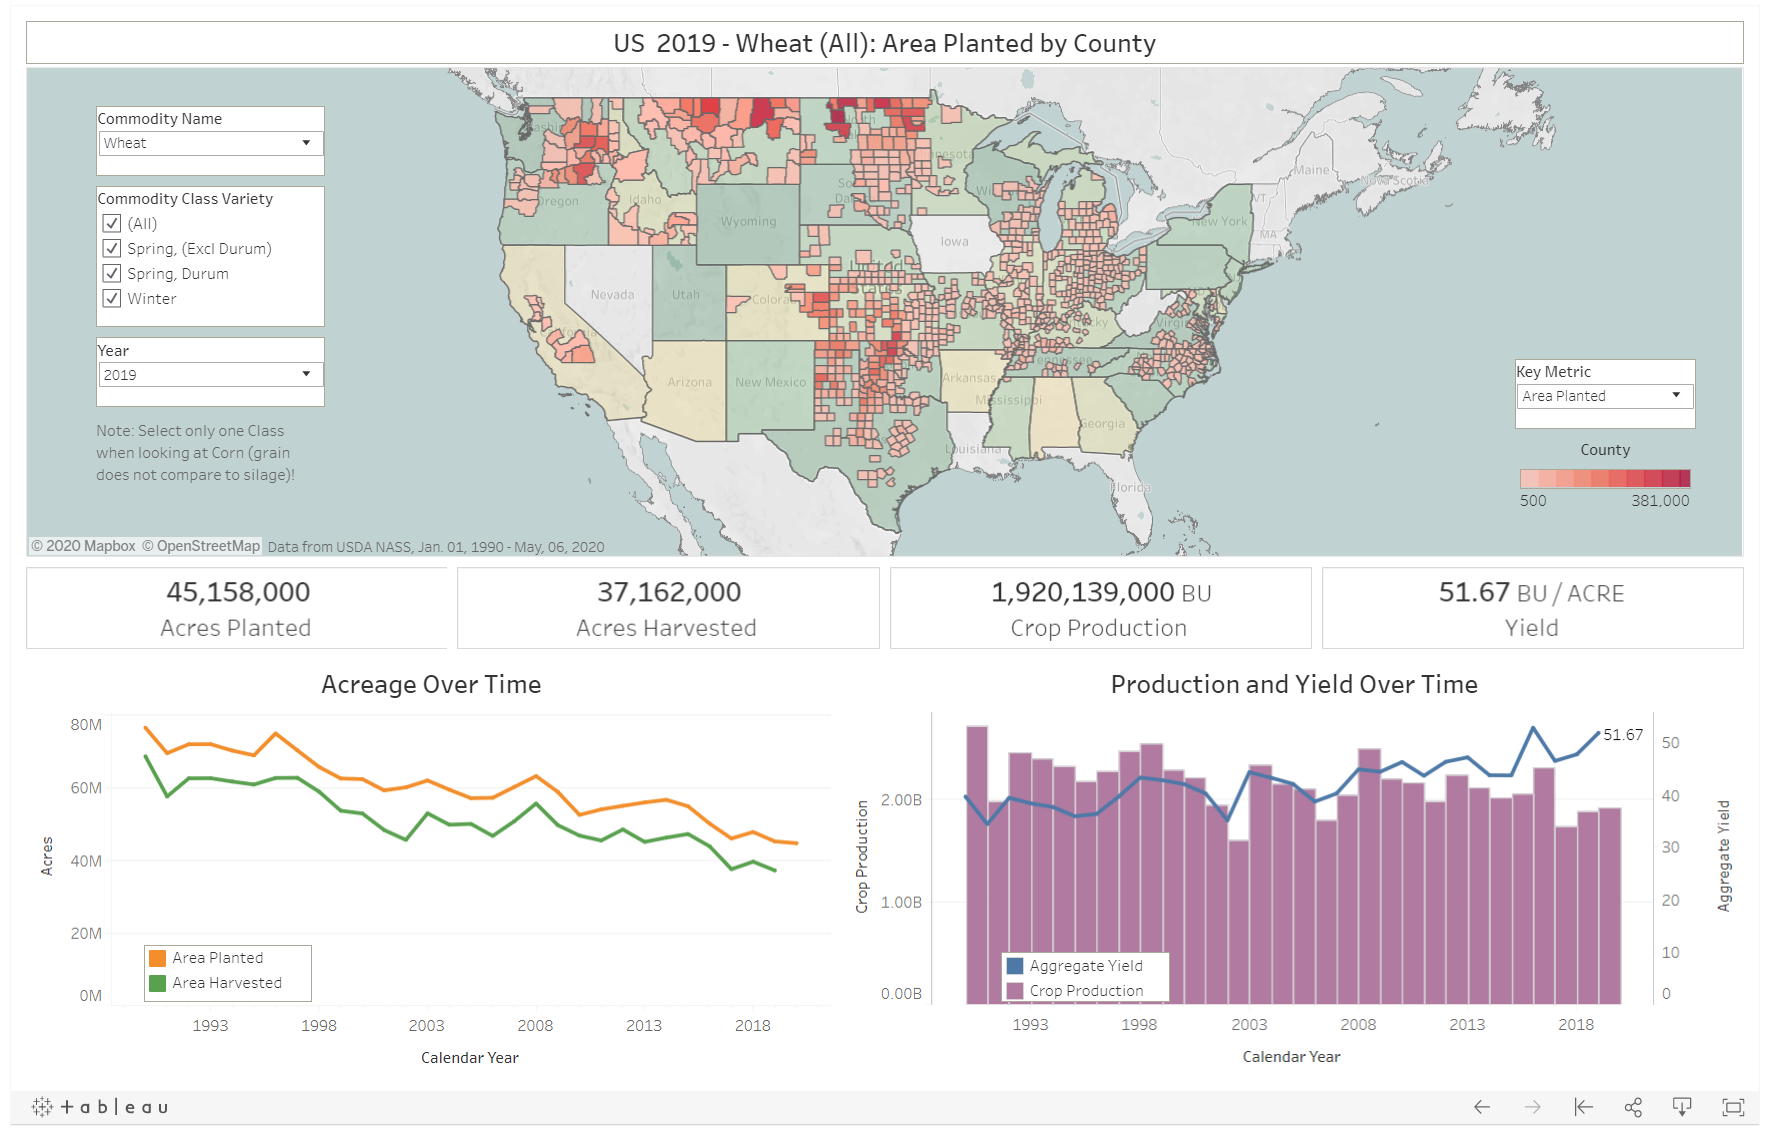 US 2019 - Wheat (All): Area Planted by County
Commodity Name
Wheat
Commodity Class Variety
(All)
Spring, (Excl Durum)
Spring, Durum
Winter
Year
2019
Note: Select only one Class
when looking at Corn (grain
does not compare to silage)!
Oregon
Idaho
Wyoming
Nevada
Utah
Arizona
New Mexico
Iowa
Arkansas
Mississippi
Louisiana
Georgia
Florida
New York
VT
MA
Maine
Nova Scotia
Key Metric
Area Planted
County
500
381,000
© 2020 Mapbox © OpenStreetMap
Data from USDA NASS, Jan. 01, 1990 - May, 06, 2020
45,158,000
Acres Planted
37,162,000
Acres Harvested
1,920,139,000 BU
Crop Production
51.67 BU / ACRE
Yield
Acreage Over Time
80M
60M
40M
20M
0M
Acres
Area Planted
Area Harvested
1993
1998
2003
2008
2013
2018
Calendar Year
Production and Yield Over Time
2.00B
1.00B
0.00B
Crop Production
51.67
50
40
30
20
10
0
Aggregate Yield
Aggregate Yield
Crop Production
1993
1998
2003
2008
2013
2018
Calendar Year
+ a b | e a u